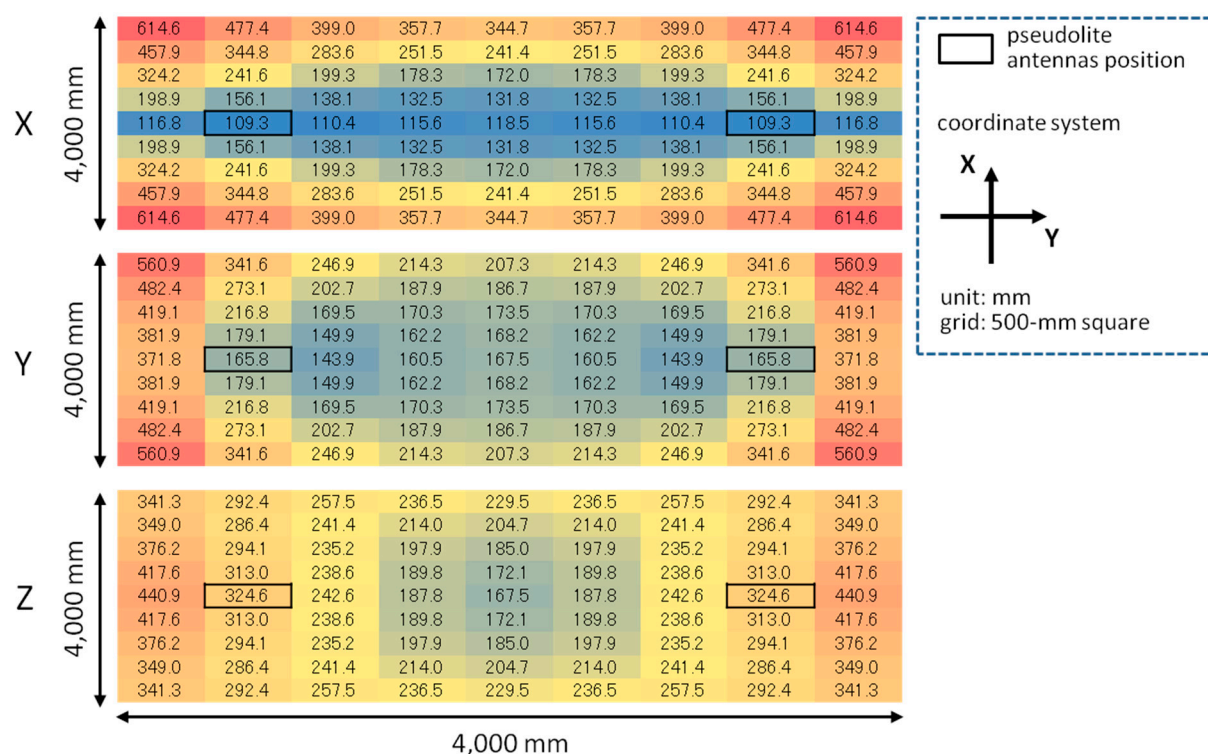 614.6 477.4 399.0 357.7 344.7 357.7 399.0 477.4 614.6
457.9 344.8 283.6 251.5 241.4 251.5 283.6 344.8 457.9
324.2 241.6 199.3 178.3 172.0 178.3 199.3 241.6 324.2
198.9 156.1 138.1 132.5 131.8 132.5 138.1 156.1 198.9
X
4,000 mm
116.8 109.3 110.4 115.6 118.5 115.6 110.4 109.3 116.8
198.9 156.1 138.1 132.5 131.8 132.5 138.1 156.1 198.9
324.2 241.6 199.3 178.3 172.0 178.3 199.3 241.6 324.2
457.9 344.8 283.6 251.5 241.4 251.5 283.6 344.8 457.9
614.6 477.4 399.0 357.7 344.7 357.7 399.0 477.4 614.6
560.9 341.6 246.9 214.3 207.3 214.3 246.9 341.6 560.9
482.4 273.1 202.7 187.9 186.7 187.9 202.7 273.1 482.4
419.1 216.8 169.5 170.3 173.5 170.3 169.5 216.8 419.1
381.9 179.1 149.9 162.2 168.2 162.2 149.9 179.1 381.9
Y
4,000 mm
371.8 165.8 143.9 160.5 167.5 160.5 143.9 165.8 371.8
381.9 179.1 149.9 162.2 168.2 162.2 149.9 179.1 381.9
419.1 216.8 169.5 170.3 173.5 170.3 169.5 216.8 419.1
482.4 273.1 202.7 187.9 186.7 187.9 202.7 273.1 482.4
560.9 341.6 246.9 214.3 207.3 214.3 246.9 341.6 560.9
341.3 292.4 257.5 236.5 229.5 236.5 257.5 292.4 341.3
349.0 286.4 241.4 214.0 204.7 214.0 241.4 286.4 349.0
376.2 294.1 235.2 197.9 185.0 197.9 235.2 294.1 376.2
417.6 313.0 238.6 189.8 172.1 189.8 238.6 313.0 417.6
Z
4,000 mm
440.9 324.6 242.6 187.8 167.5 187.8 242.6 324.6 440.9
417.6 313.0 238.6 189.8 172.1 189.8 238.6 313.0 417.6
376.2 294.1 235.2 197.9 185.0 197.9 235.2 294.1 376.2
349.0 286.4 241.4 214.0 204.7 214.0 241.4 286.4 349.0
341.3 292.4 257.5 236.5 229.5 236.5 257.5 292.4 341.3
4,000 mm
pseudolite
antennas position
coordinate system
X
Y
unit: mm
grid: 500-mm square